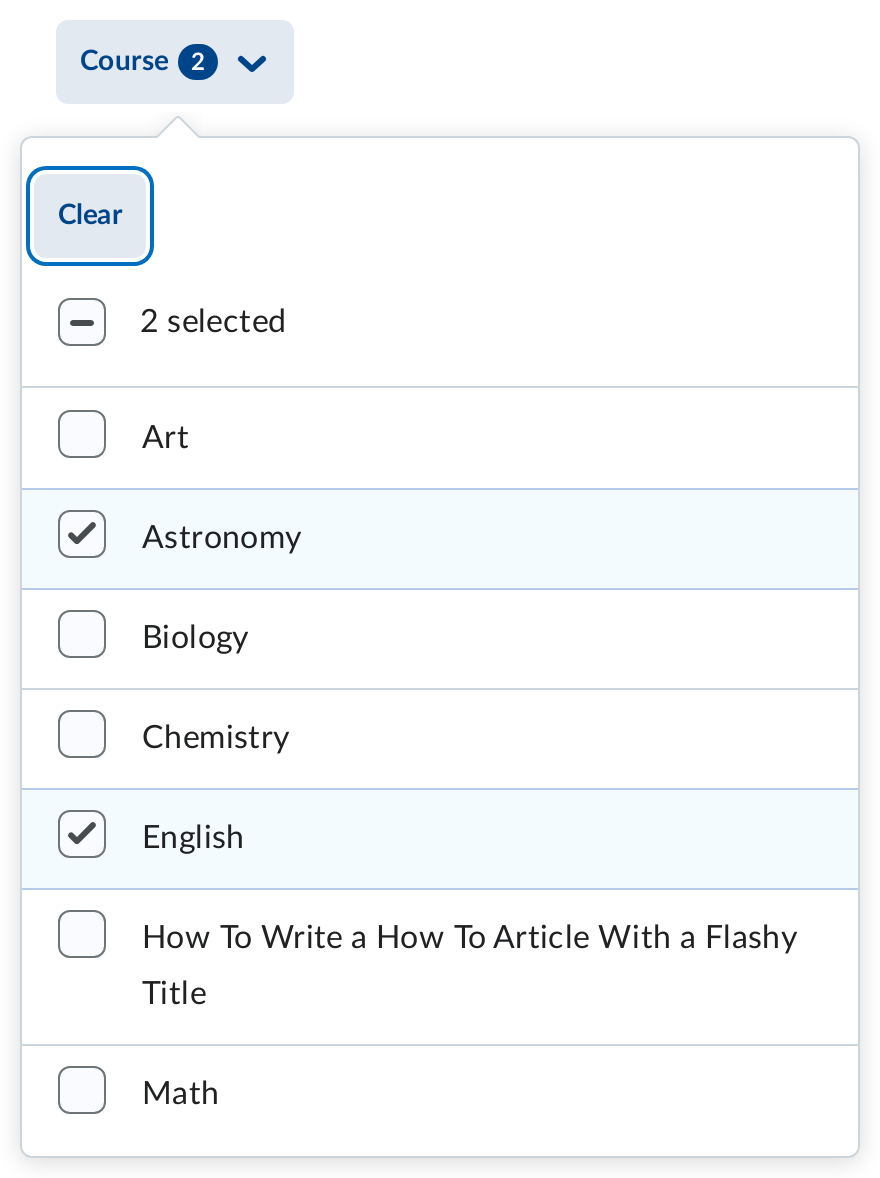 Course 2
Clear
2 selected
Art
Astronomy
Biology
Chemistry
English
How To Write a How To Article With a Flashy
Title
Math